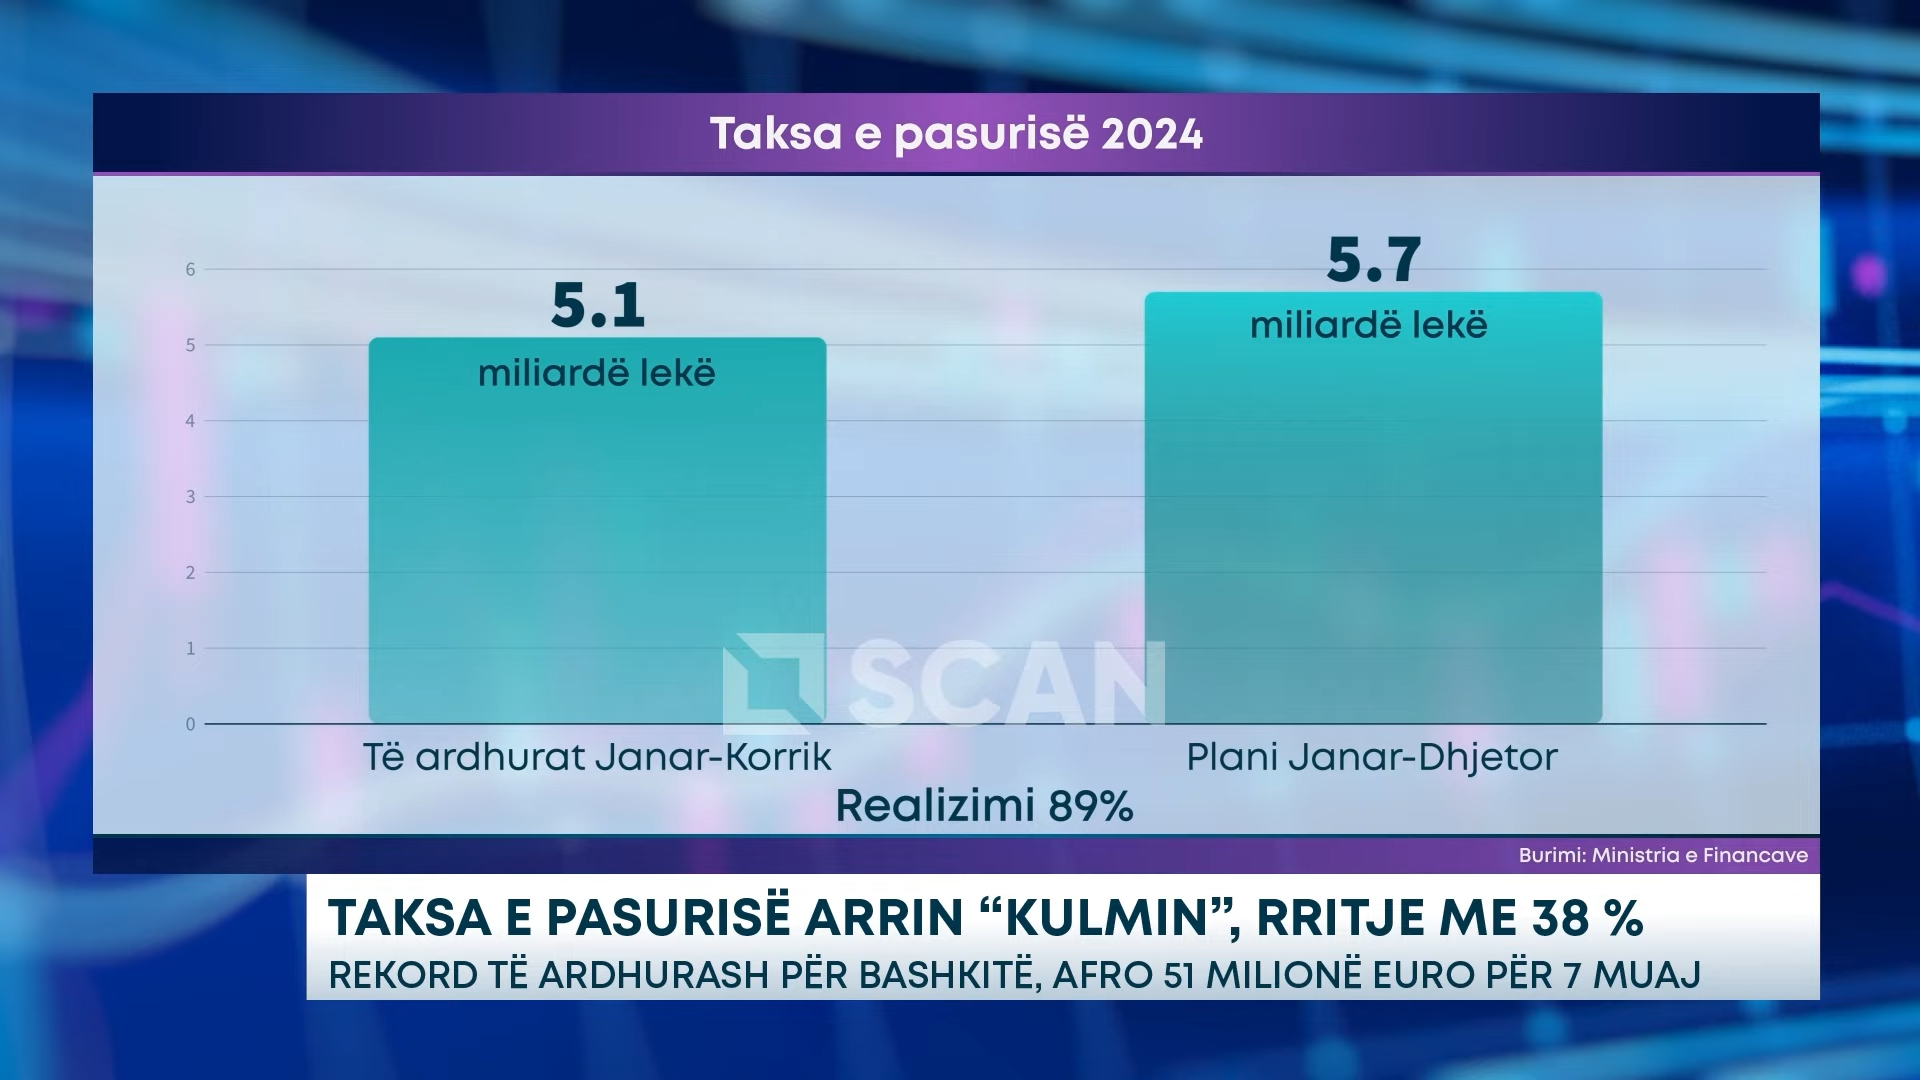 Taksa e pasurisë 2024
6
5
4
3
2
1
0
5.1
miliardë lekë
5.7
miliardë lekë
SCAN
Të ardhurat Janar-Korrik
Plani Janar-Dhjetor
Realizimi 89%
Burimi: Ministria e Financave
TAKSA E PASURISË ARRIN “KULMIN”, RRITJE ME 38 %
REKORD TË ARDHURASH PËR BASHKITË, AFRO 51 MILIONË EURO PËR 7 MUAJ